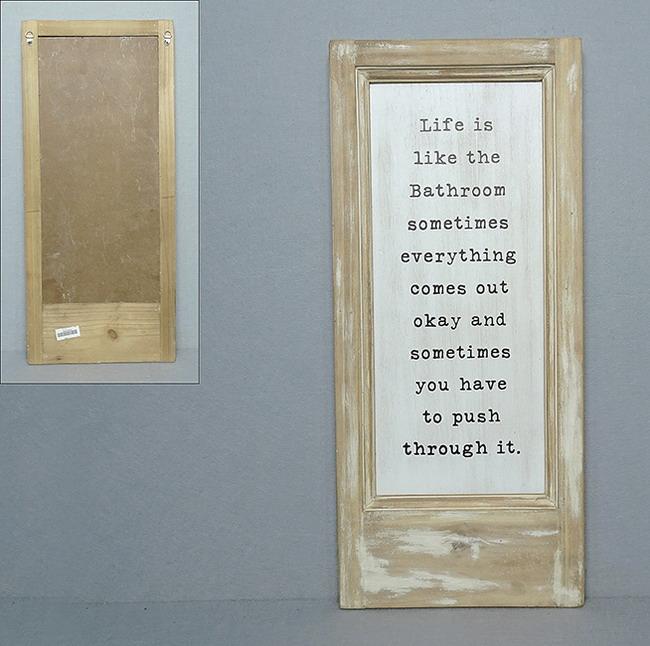 Life is
like the
Bathroom
sometimes
everything
comes out
okay and
sometimes
you have
to push
through it.